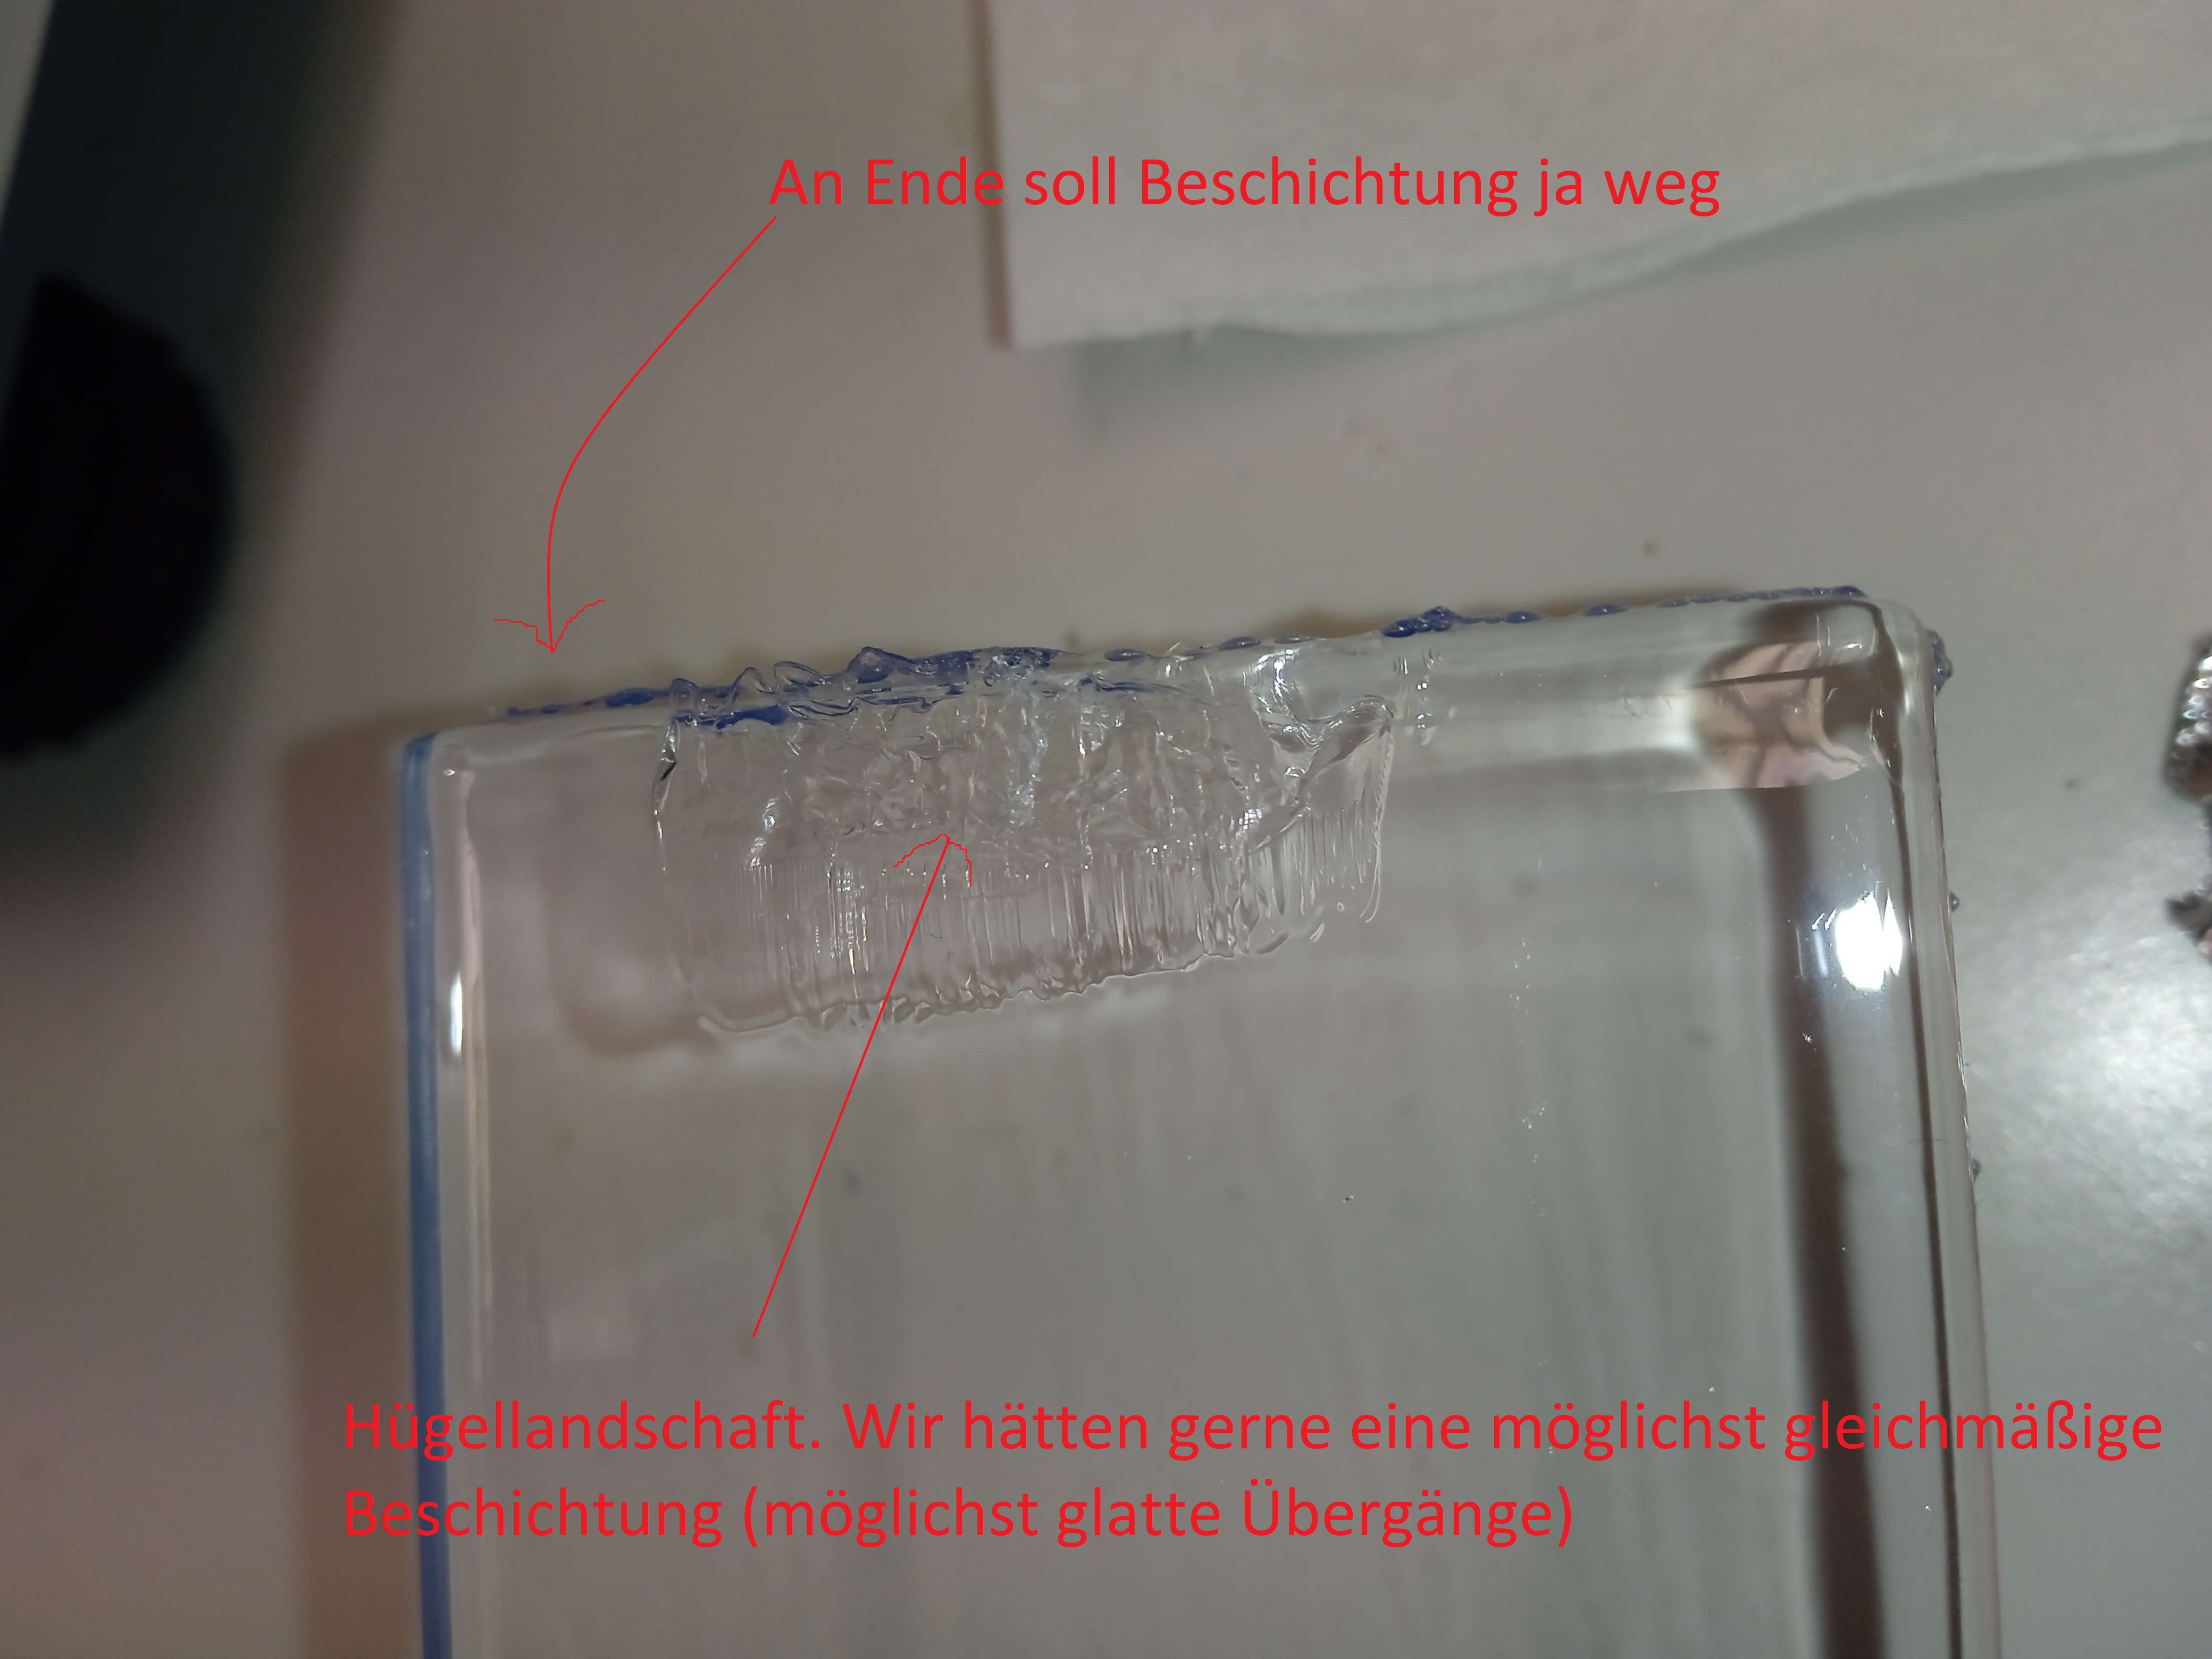 An Ende soll Beschichtung ja weg
Hügellandschaft. Wir hätten gerne eine möglichst gleichmäßige
Beschichtung (möglichst glatte Übergänge)